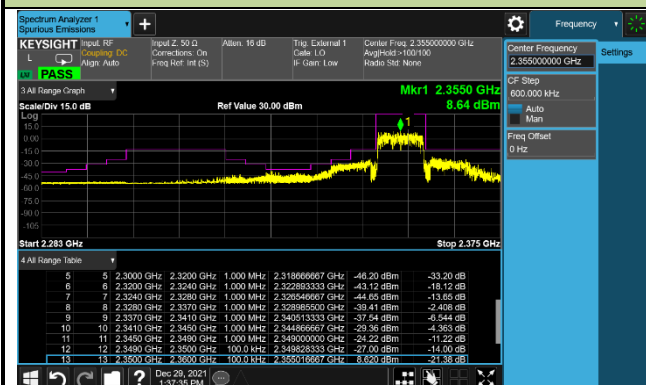 Spectrum Analyzer 1
Spurious Emissions
Frequency
KEYSIGHT Input: RF Input Z: 50 Ω Atten: 16 dB Trig: External 1 Center Freq: 2.355000000 GHz
L Coupling: DC Corrections: On Gate: LO Avg|Hold:>100/100
Align: Auto Freq Ref: Int (S) IF Gain: Low Radio Std: None
PASS
Center Frequency
2.355000000 GHz
Settings
CF Step
600.000 kHz
Auto
Man
Freq Offset
0 Hz
3 All Range Graph
Mkr1 2.3550 GHz
Scale/Div 15.0 dB Ref Value 30.00 dBm 8.64 dBm
Log
15.0
0.00
-15.0
-30.0
-45.0
-60.0
-75.0
-90.0
-105
1
Start 2.283 GHz Stop 2.375 GHz
4 All Range Table
5 5 2.3000 GHz 2.3200 GHz 1.000 MHz 2.318666667 GHz -46.20 dBm -33.20 dB
6 6 2.3200 GHz 2.3240 GHz 1.000 MHz 2.322893333 GHz -43.12 dBm -18.12 dB
7 7 2.3240 GHz 2.3280 GHz 1.000 MHz 2.326546667 GHz -44.65 dBm -13.65 dB
8 8 2.3280 GHz 2.3370 GHz 1.000 MHz 2.328985500 GHz -39.41 dBm -2.408 dB
9 9 2.3370 GHz 2.3410 GHz 1.000 MHz 2.340513333 GHz -37.54 dBm -6.544 dB
10 10 2.3410 GHz 2.3450 GHz 1.000 MHz 2.344866667 GHz -29.36 dBm -4.363 dB
11 11 2.3450 GHz 2.3490 GHz 1.000 MHz 2.349000000 GHz -24.22 dBm -11.22 dB
12 12 2.3490 GHz 2.3500 GHz 100.0 kHz 2.349828333 GHz -27.00 dBm -14.00 dB
13 13 2.3500 GHz 2.3600 GHz 100.0 kHz 2.355016667 GHz 8.620 dBm -21.38 dB
Dec 29, 2021
1:37:35 PM